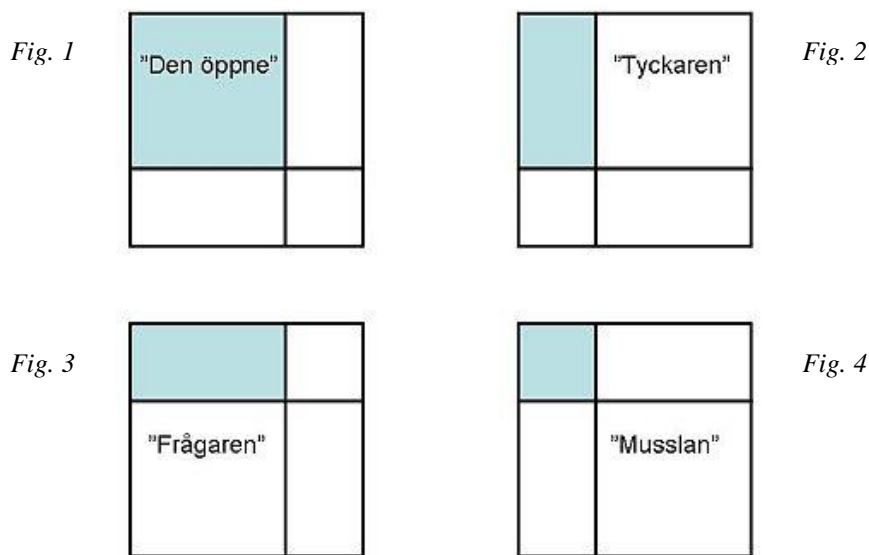 Fig. 1
"Den öppne"
"Tyckaren"
Fig. 2
Fig. 3
"Frågaren"
"Musslan"
Fig. 4